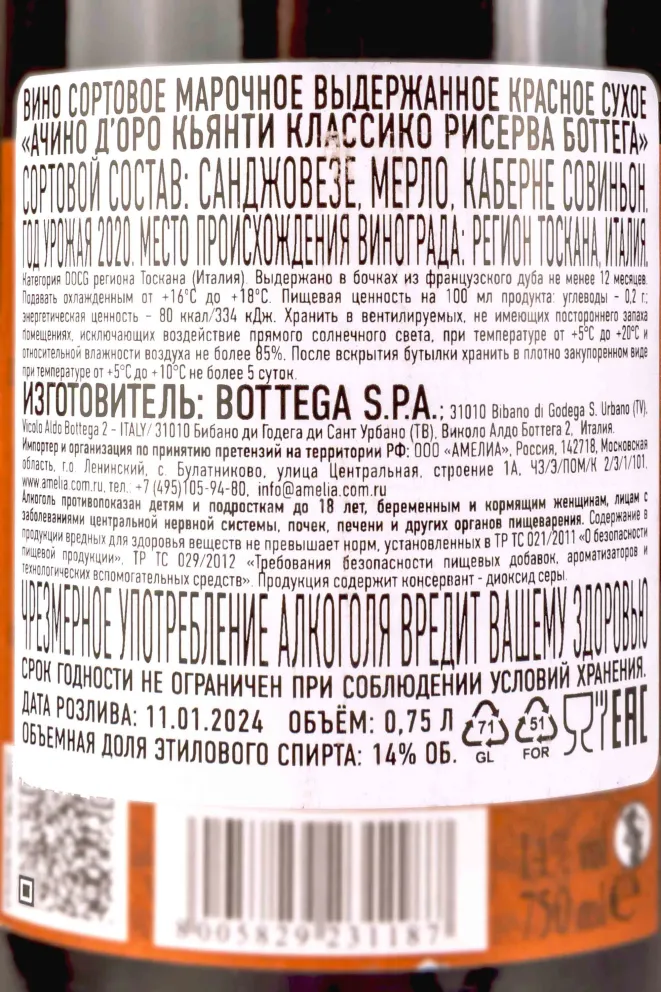 ВИНО СОРТОВОЕ МАРОЧНОЕ ВЫДЕРЖАННОЕ КРАСНОЕ СУХОЕ
«АЧИНО Д'ОРО КЬЯНТИ КЛАССИКО РИСЕРВА БОТТЕГА»
СОРТОВОЙ СОСТАВ: САНДЖОВЕЗЕ, МЕРЛО, КАБЕРНЕ СОВИНЬОН.
ГОД УРОЖАЯ 2020. МЕСТО ПРОИСХОЖДЕНИЯ ВИНОГРАДА: РЕГИОН ТОСКАНА, ИТАЛИЯ.
Категория DOCG региона Тоскана (Италия). Выдержано в бочках из французского дуба не менее 12 месяцев.
Подавать охлажденным от +16°С до +18°С. Пищевая ценность на 100 мл продукта: углеводы - 0,2 г;
энергетическая ценность - 80 ккал/334 кДж. Хранить в вентилируемых, не имеющих постороннего запаха
помещениях, исключающих воздействие прямого солнечного света, при температуре от +5°С до +20°С и
относительной влажности воздуха не более 85%. После вскрытия бутылки хранить в плотно закупоренном виде
при температуре от +5°С до +10°С не более 5 суток.
ИЗГОТОВИТЕЛЬ: BOTTEGA S.P.A.; 31010 Bibano di Godega S. Urbano (TV).
Vicolo Aldo Bottega 2 - ITALY/ 31010 Бибано ди Годега ди Сант Урбано (ТВ). Виколо Алдо Боттега 2, Италия.
Импортер и организация по принятию претензий на территории РФ: ООО «АМЕЛИА», Россия, 142718, Московская
область, г.о. Ленинский, с. Булатниково, улица Центральная, строение 1А, ЧЗ/Э/ПОМ/К 2/3/1/101.
www.amelia.com.ru, тел.: +7 (495)105-94-80, info@amelia.com.ru
Алкоголь противопоказан детям и подросткам до 18 лет, беременным и кормящим женщинам, лицам с
заболеваниями центральной нервной системы, почек, печени и других органов пищеварения. Содержание в
продукции вредных для здоровья веществ не превышает норм, установленных в ТР ТС 021/2011 «О безопасности
пищевой продукции», ТР ТС 029/2012 «Требования безопасности пищевых добавок, ароматизаторов и
технологических вспомогательных средств». Продукция содержит консервант - диоксид серы.
ЧРЕЗМЕРНОЕ УПОТРЕБЛЕНИЕ АЛКОГОЛЯ ВРЕДИТ ВАШЕМУ ЗДОРОВЬЮ
СРОК ГОДНОСТИ НЕ ОГРАНИЧЕН ПРИ СОБЛЮДЕНИИ УСЛОВИЙ ХРАНЕНИЯ.
ДАТА РОЗЛИВА: 11.01.2024 ОБЪЁМ: 0,75 Л 71 GL 51 FOR EAC
ОБЪЕМНАЯ ДОЛЯ ЭТИЛОВОГО СПИРТА: 14% ОБ.
8005829231187
750 ml e